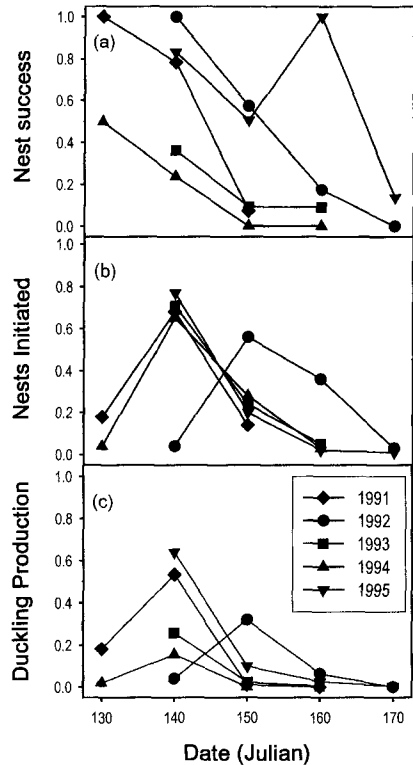 (a)
Nest success
1.0
0.8
0.6
0.4
0.2
0.0
(b)
Nests Initiated
1.0
0.8
0.6
0.4
0.2
0.0
(c)
Duckling Production
1.0
0.8
0.6
0.4
0.2
0.0
1991
1992
1993
1994
1995
130 140 150 160 170
Date (Julian)